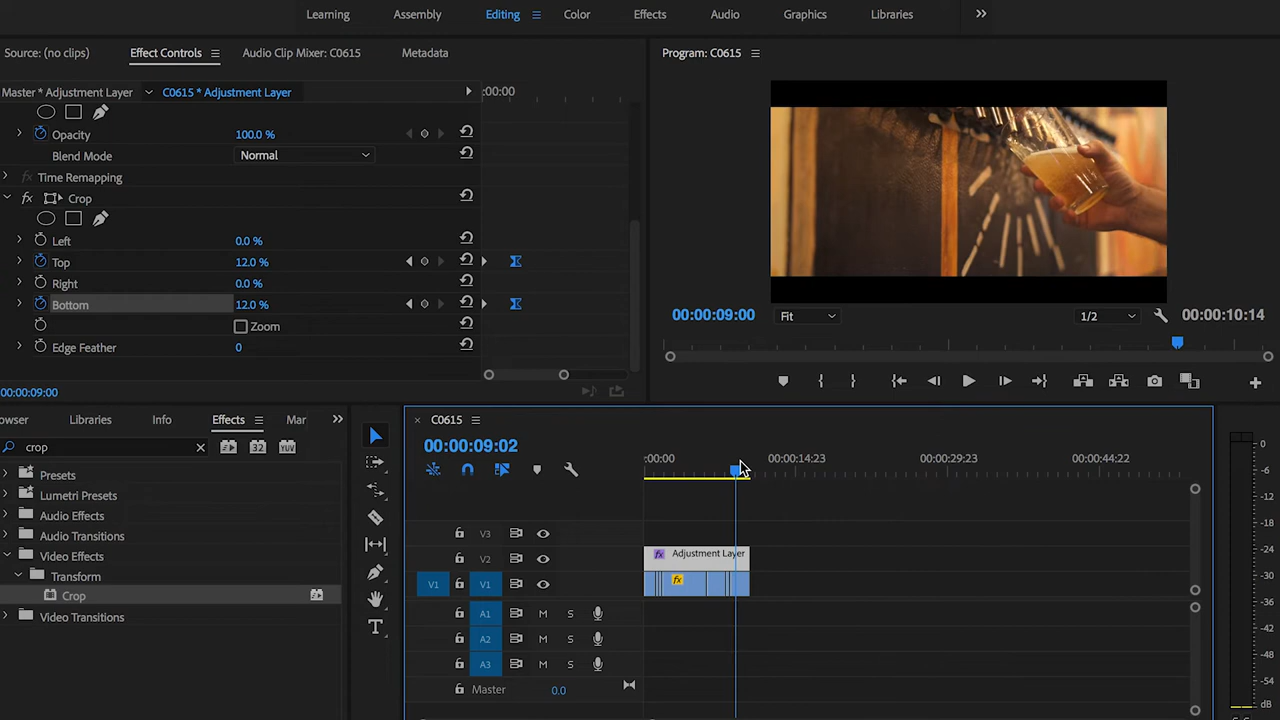 Learning Assembly Editing Color Effects Audio Graphics Libraries
Source: (no clips) Effect Controls Audio Clip Mixer: C0615 Metadata
Program: C0615
Master * Adjustment Layer C0615 * Adjustment Layer :00:00
Opacity 100.0 %
Blend Mode Normal
Time Remapping
fx Crop
Left 0.0 %
Top 12.0 %
Right 0.0 %
Bottom 12.0 %
Zoom
Edge Feather 0
00:00:09:00
00:00:09:00 Fit 1/2 00:00:10:14
owser Libraries Info Effects Mar
crop 32 YUV
Presets
Lumetri Presets
Audio Effects
Audio Transitions
Video Effects
Transform
Crop
Video Transitions
C0615
00:00:09:02
:00:00 00:00:14:23 00:00:29:23 00:00:44:22
V3
V2 fx Adjustment Layer
V1 V1 fx
A1 M S
A2 M S
A3 M S
Master 0.0
0
-6
-12
-18
-24
-30
-36
-42
-48
-54
dB
S S